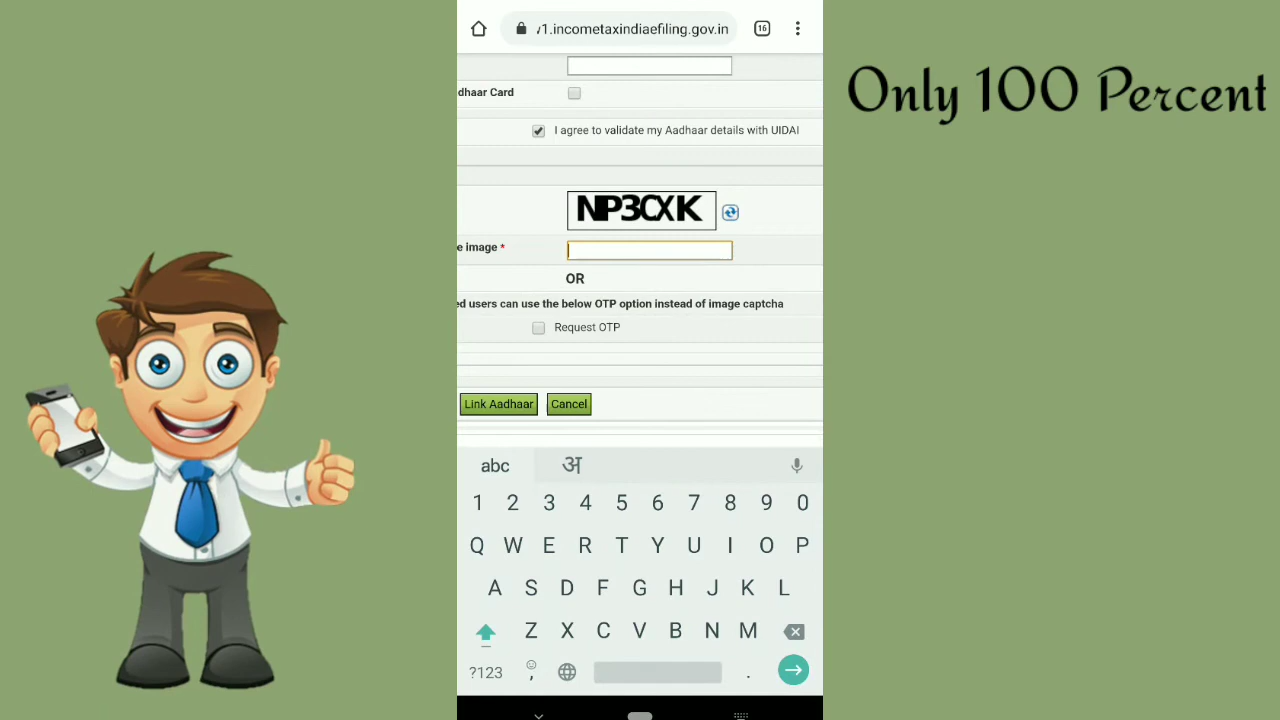 v1.incometaxindiaefiling.gov.in
16
Only 100 Percent
dhaar Card
I agree to validate my Aadhaar details with UIDAI
NP3CXK
e image *
OR
ed users can use the below OTP option instead of image captcha
Request OTP
Link Aadhaar Cancel
abc अ
1 2 3 4 5 6 7 8 9 0
Q W E R T Y U I O P
A S D F G H J K L
Z X C V B N M
?123 , .